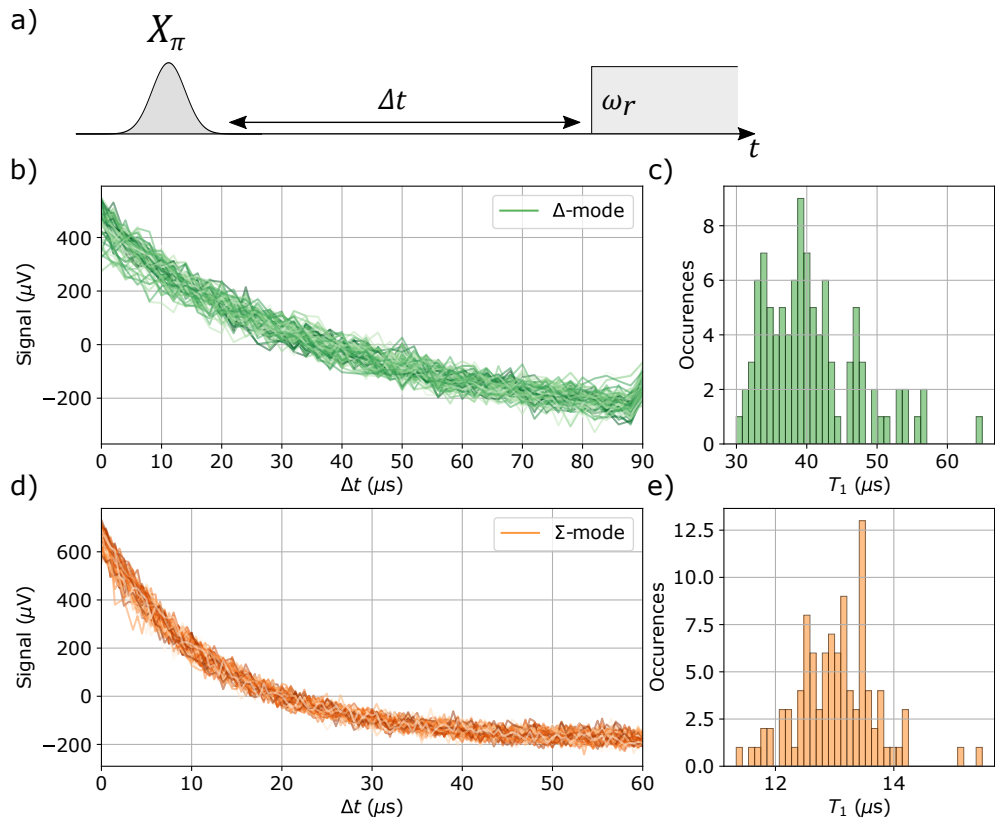 a)
X_π
Δt
ω_r
t
b)
400
200
0
−200
Signal (μV)
Δ-mode
0 10 20 30 40 50 60 70 80 90
Δt (μs)
c)
8
6
4
2
0
Occurences
30 40 50 60
T_1 (μs)
d)
600
400
200
0
−200
Signal (μV)
Σ-mode
0 10 20 30 40 50 60
Δt (μs)
e)
12.5
10.0
7.5
5.0
2.5
0.0
Occurences
12 14
T_1 (μs)